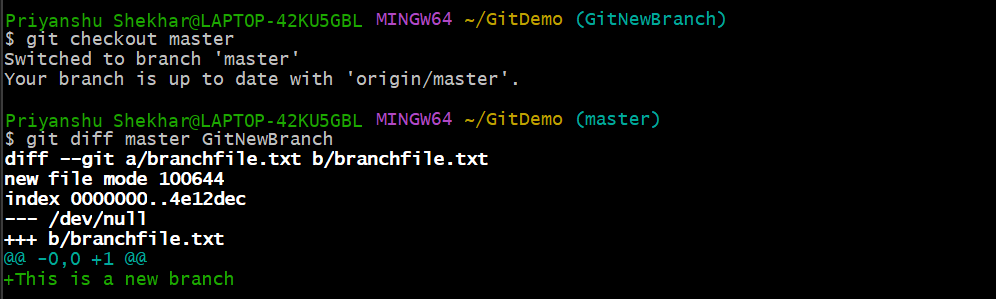 Priyanshu Shekhar@LAPTOP-42KU5GBL MINGW64 ~/GitDemo (GitNewBranch)
$ git checkout master
Switched to branch 'master'
Your branch is up to date with 'origin/master'.
Priyanshu Shekhar@LAPTOP-42KU5GBL MINGW64 ~/GitDemo (master)
$ git diff master GitNewBranch
diff --git a/branchfile.txt b/branchfile.txt
new file mode 100644
index 0000000..4e12dec
--- /dev/null
+++ b/branchfile.txt
@@ -0,0 +1 @@
+This is a new branch